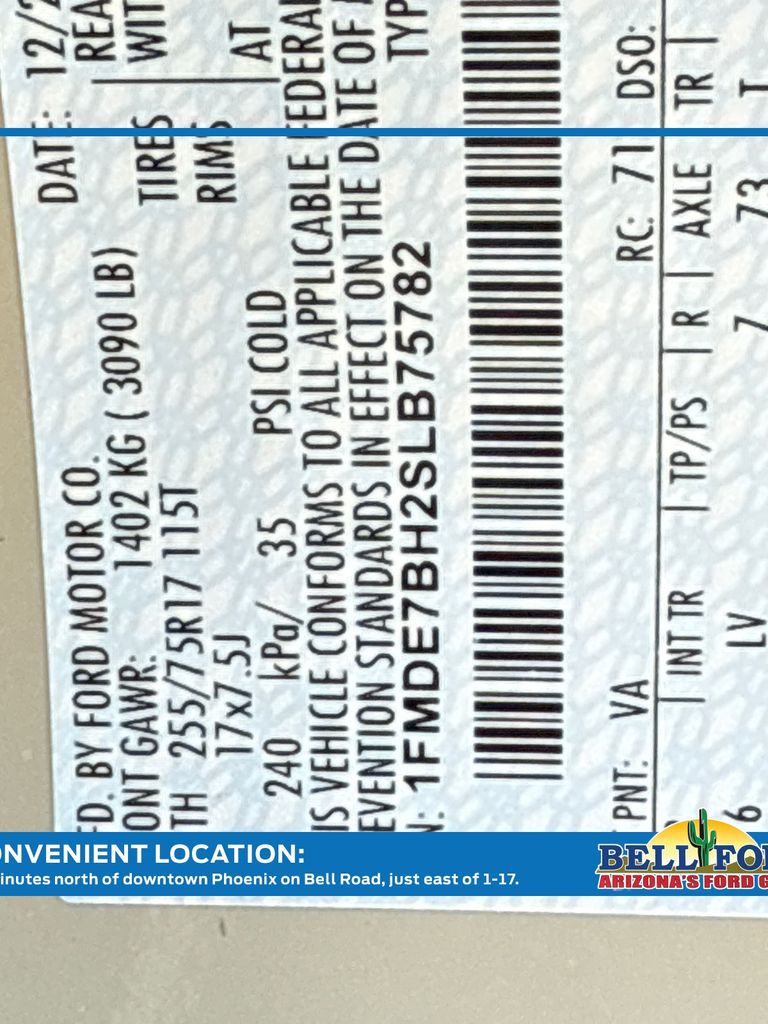 FD. BY FORD MOTOR CO.
DATE: 12/2
ONT GAWR: 1402 KG ( 3090 LB)
REA
TH 255/75R17 115T
TIRES
WIT
17x7.5J
RIMS
240 kPa/ 35 PSI COLD
AT
IS VEHICLE CONFORMS TO ALL APPLICABLE FEDERAL
EVENTION STANDARDS IN EFFECT ON THE DATE OF
N: 1FMDE7BH2SLB75782
TYP
PNT: VA
RC: 71 DSO:
INT TR | TP/PS | R | AXLE | TR |
6 LV 7 73
ONVENIENT LOCATION:
inutes north of downtown Phoenix on Bell Road, just east of 1-17.
BELL FO
ARIZONA'S FORD G